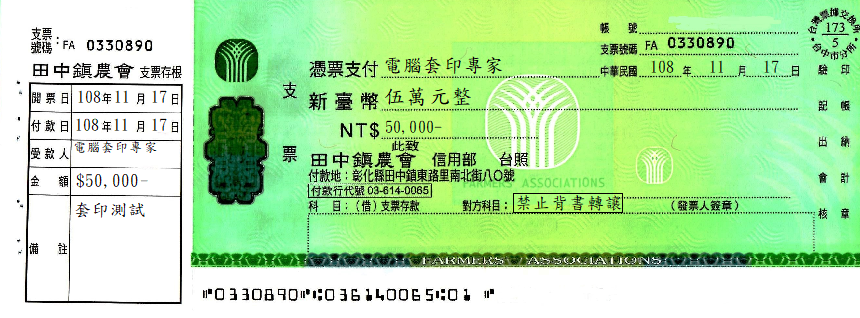 支票
號碼：FA 0330890
田中鎮農會 支票存根
開票日 108年11月17日
付款日 108年11月17日
受款人 電腦套印專家
金額 $50,000-
備註 套印測試
支票
帳號
支票號碼 FA 0330890
憑票支付 電腦套印專家
中華民國 108 年 11 月 17 日
新臺幣 伍萬元整
NT$ 50,000-
此致
田中鎮農會 信用部 台照
付款地：彰化縣田中鎮東路里南北街八〇號
付款行代號 03-614-0065
FARMERS' ASSOCIATIONS
科目：（借）支票存款 對方科目： 禁止背書轉讓 （發票人簽章）
台灣票據交換所
173
5
台中市分所
驗印
記帳
出納
會計
核章
FARMERS' ASSOCIATIONS
⑈0330890⑈⑆036140065⑆01 ⑈